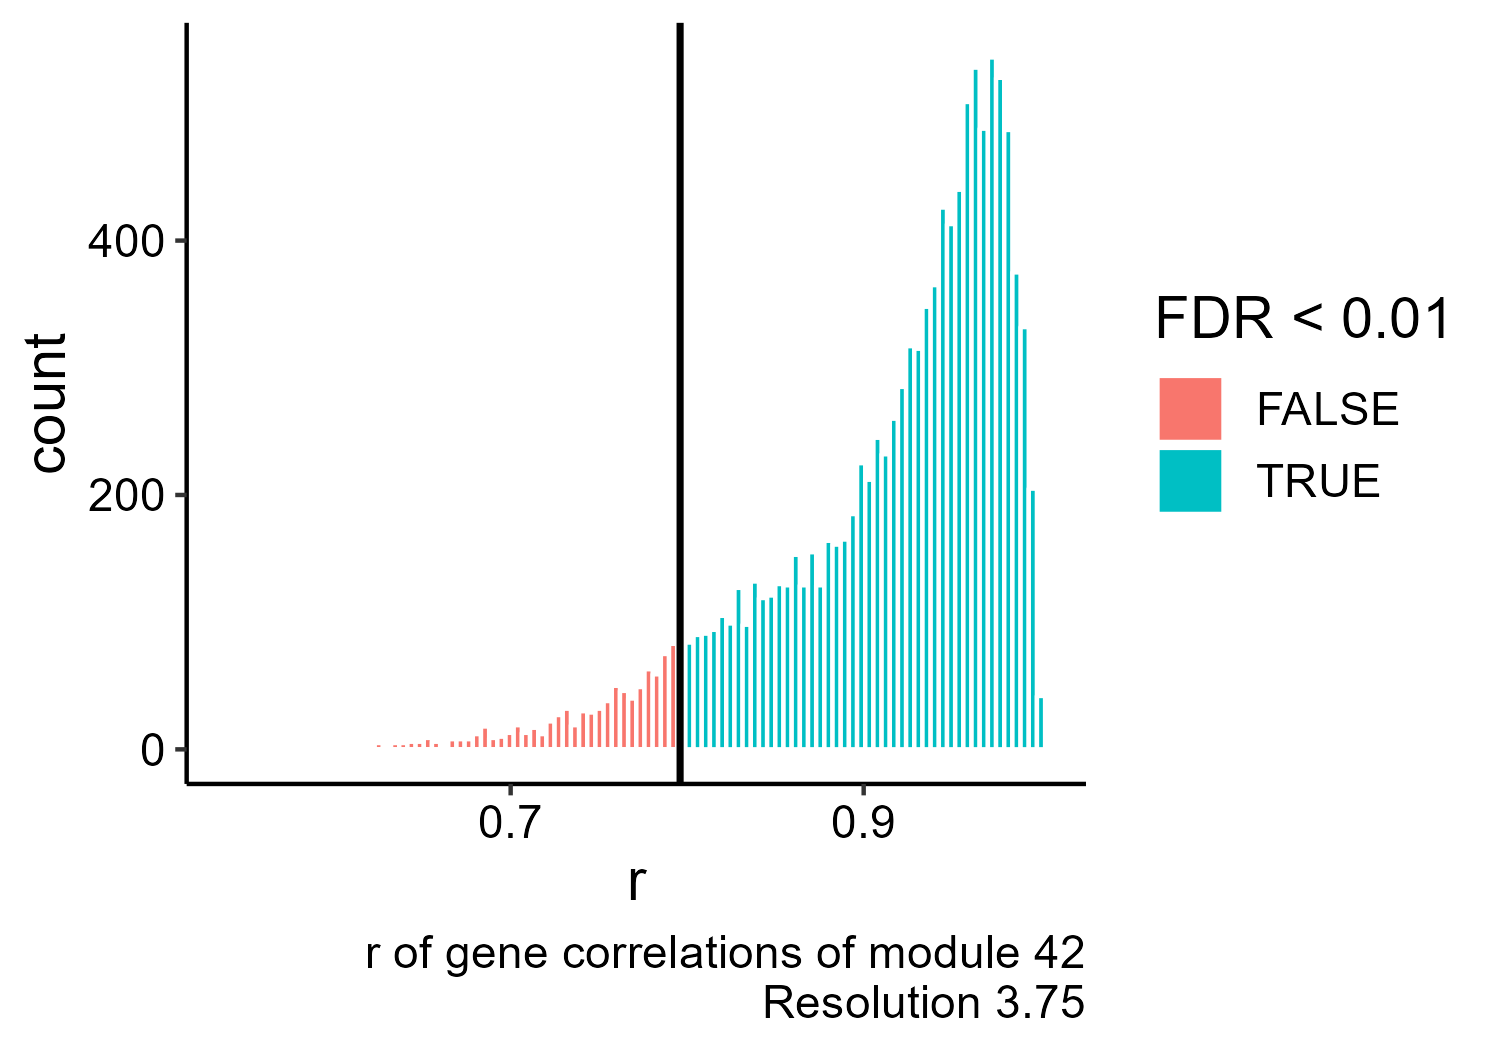 count
400
200
0
0.7
0.9
r
r of gene correlations of module 42
Resolution 3.75
FDR < 0.01
FALSE
TRUE